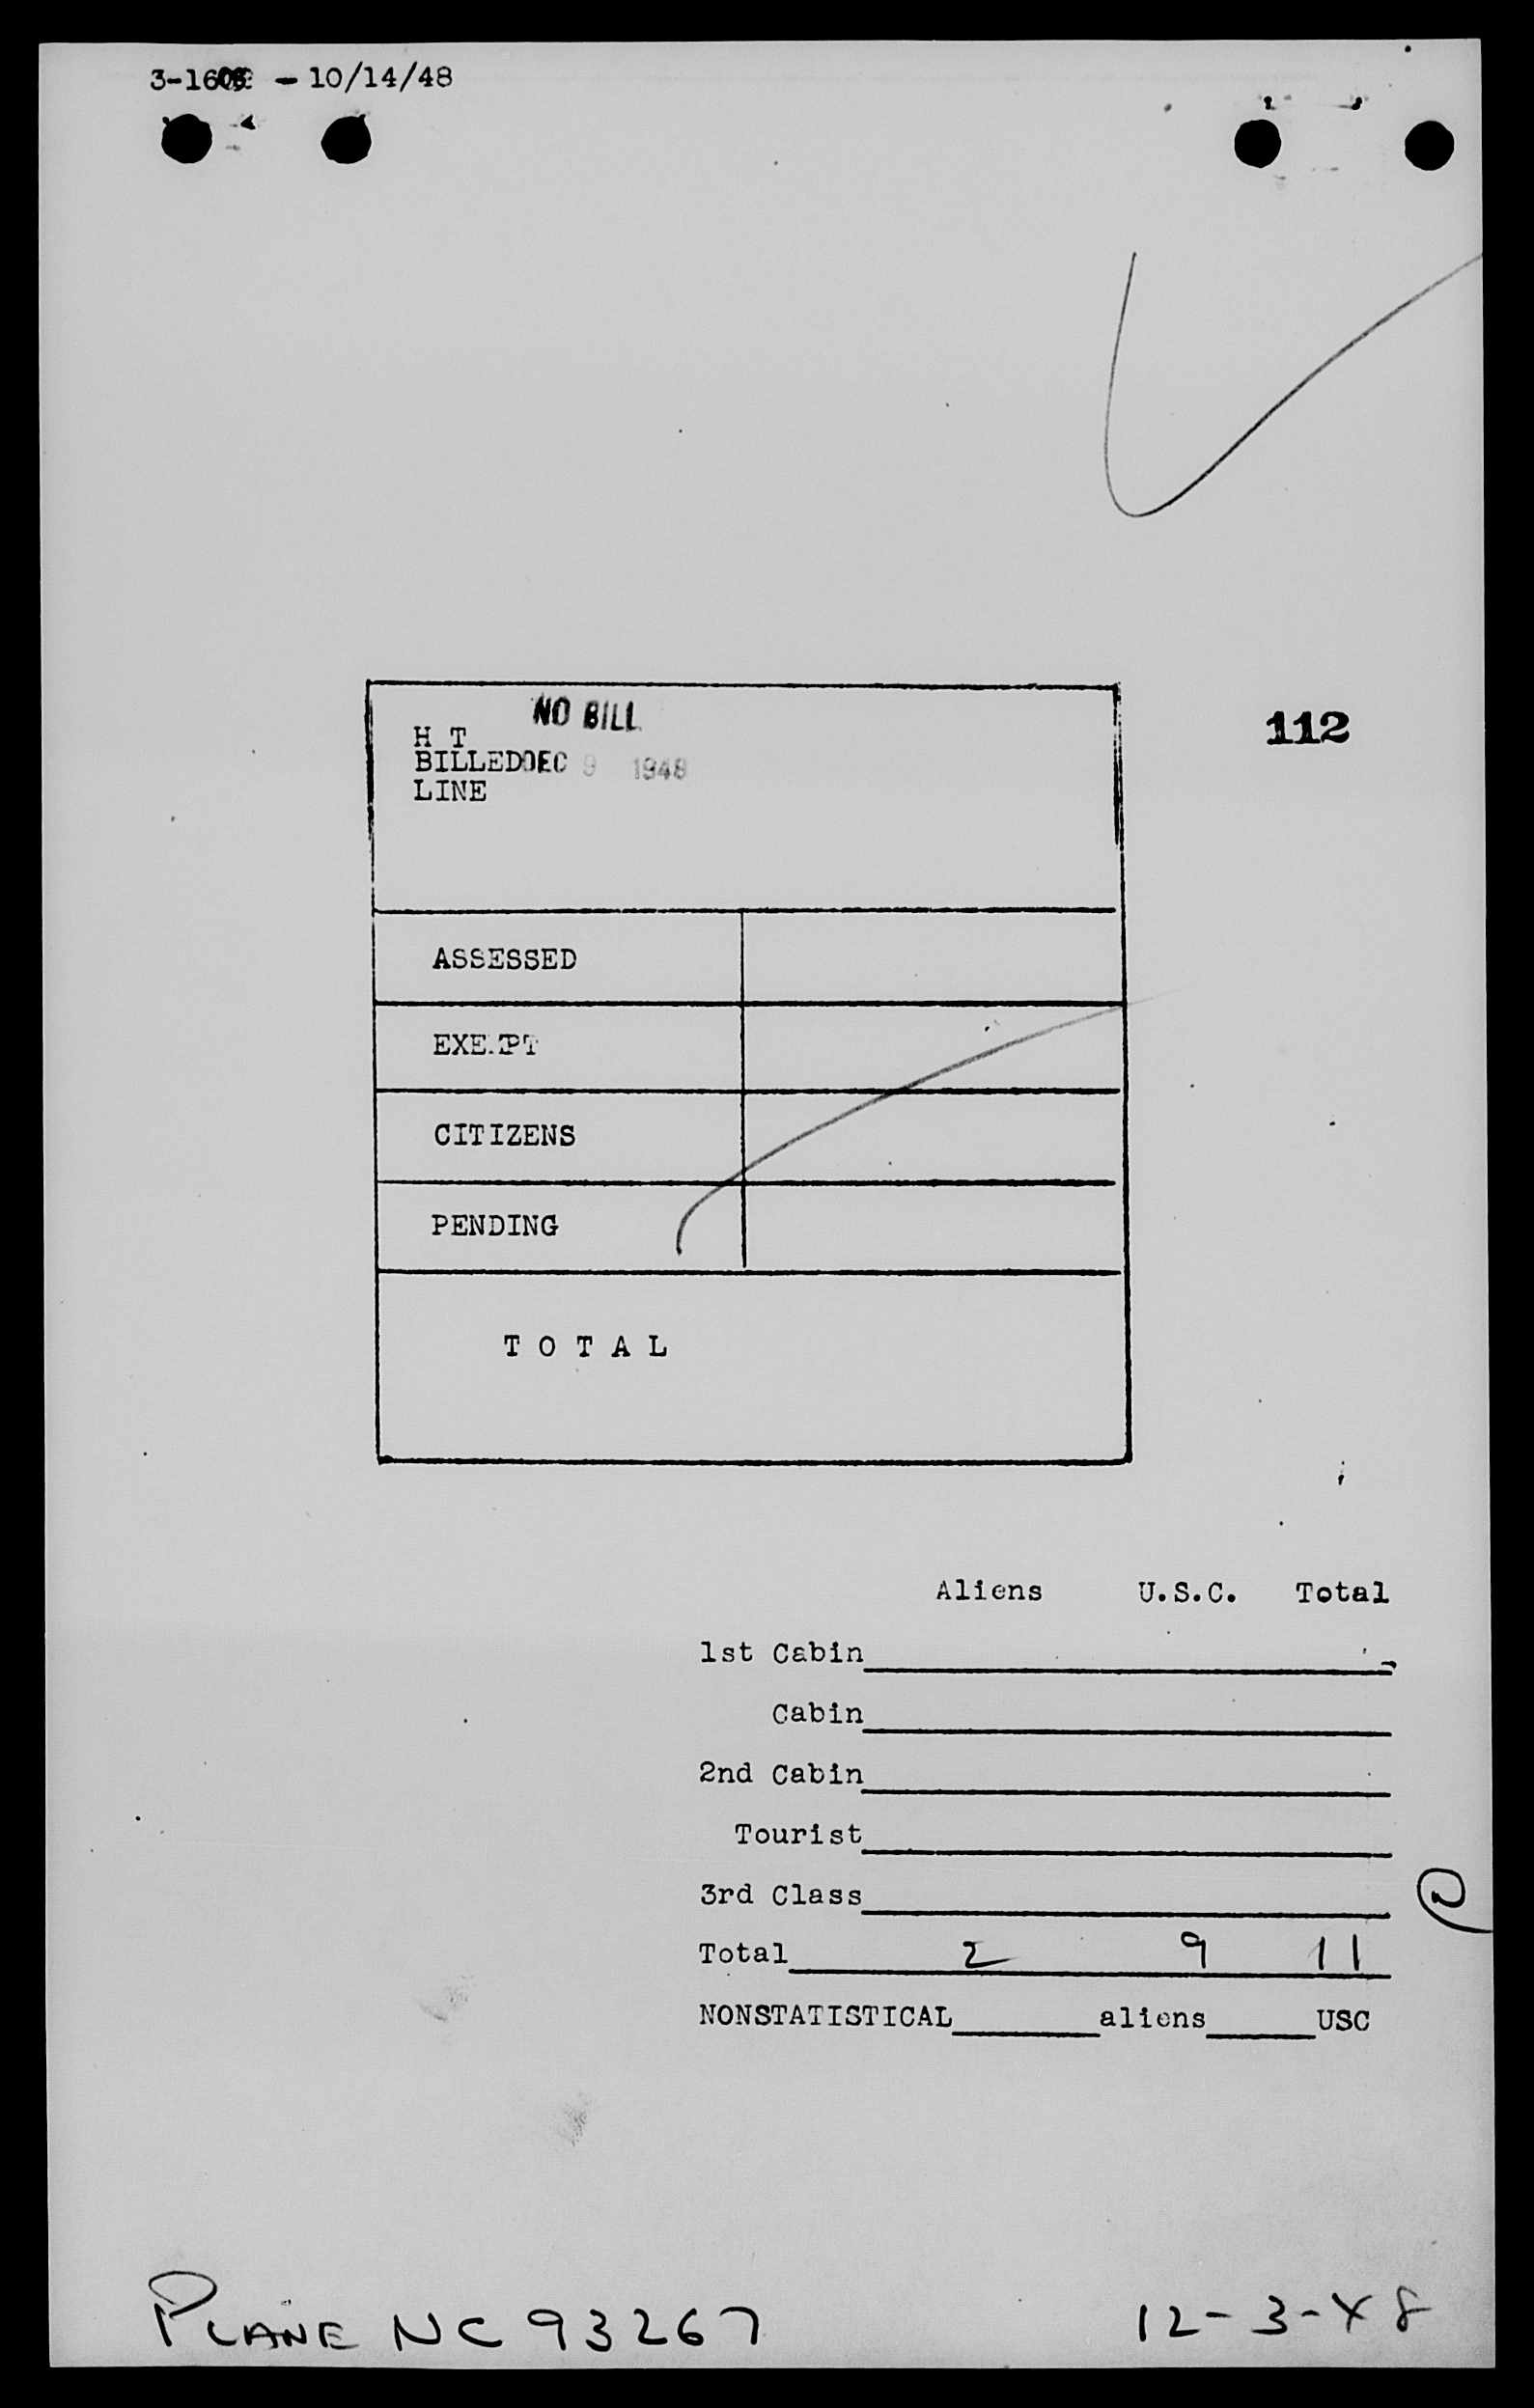 - 10/14/48
NO BILL
112
H T
BILLED DEC 9 1948
LINE
ASSESSED
EXEMPT
CITIZENS
PENDING
T O T A L
Aliens U.S.C. Total
1st Cabin
Cabin
2nd Cabin
Tourist
3rd Class
Total 2 9 11
NONSTATISTICAL aliens USC
PLANE NC 93267 12-3-48